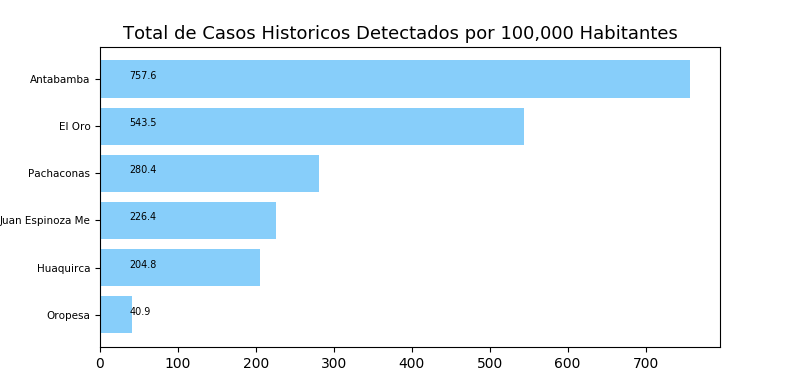 Total de Casos Historicos Detectados por 100,000 Habitantes
Antabamba 757.6
El Oro 543.5
Pachaconas 280.4
Juan Espinoza Me 226.4
Huaquirca 204.8
Oropesa 40.9
0 100 200 300 400 500 600 700